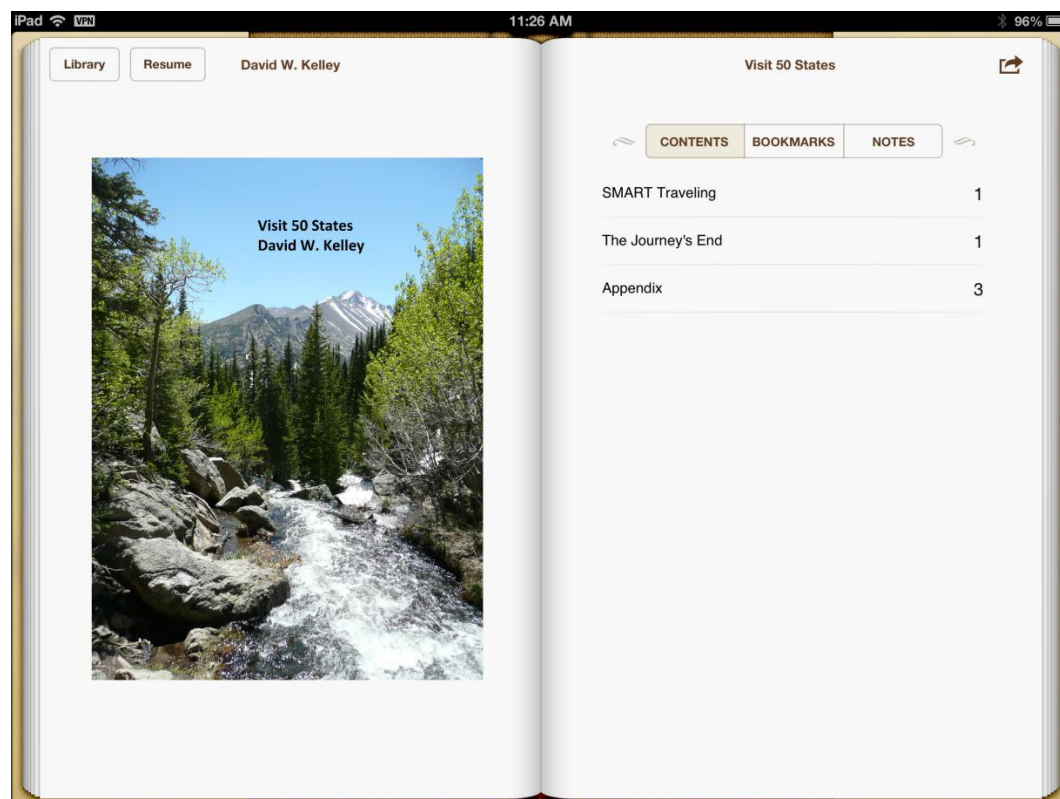 iPad VPN 11:26 AM 96%
Library Resume David W. Kelley
Visit 50 States
CONTENTS BOOKMARKS NOTES
Visit 50 States
David W. Kelley
SMART Traveling 1
The Journey's End 1
Appendix 3